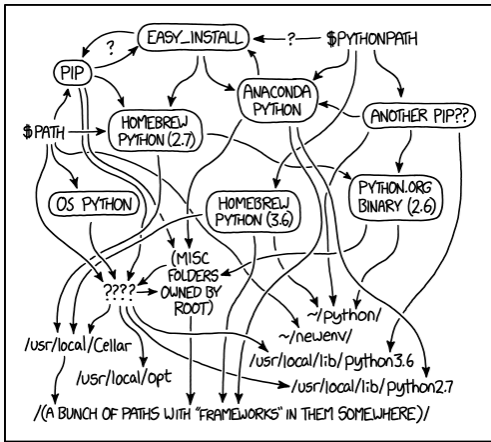 EASY_INSTALL
?
$PYTHONPATH
?
PIP
ANACONDA
PYTHON
HOMEBREW
PYTHON (2.7)
ANOTHER PIP??
$PATH
OS PYTHON
HOMEBREW
PYTHON (3.6)
PYTHON.ORG
BINARY (2.6)
(MISC
FOLDERS
OWNED BY
ROOT)
????
~/python/
~/newenv/
/usr/local/Cellar
/usr/local/opt
/usr/local/lib/python3.6
/usr/local/lib/python2.7
/(A BUNCH OF PATHS WITH "FRAMEWORKS" IN THEM SOMEWHERE)/